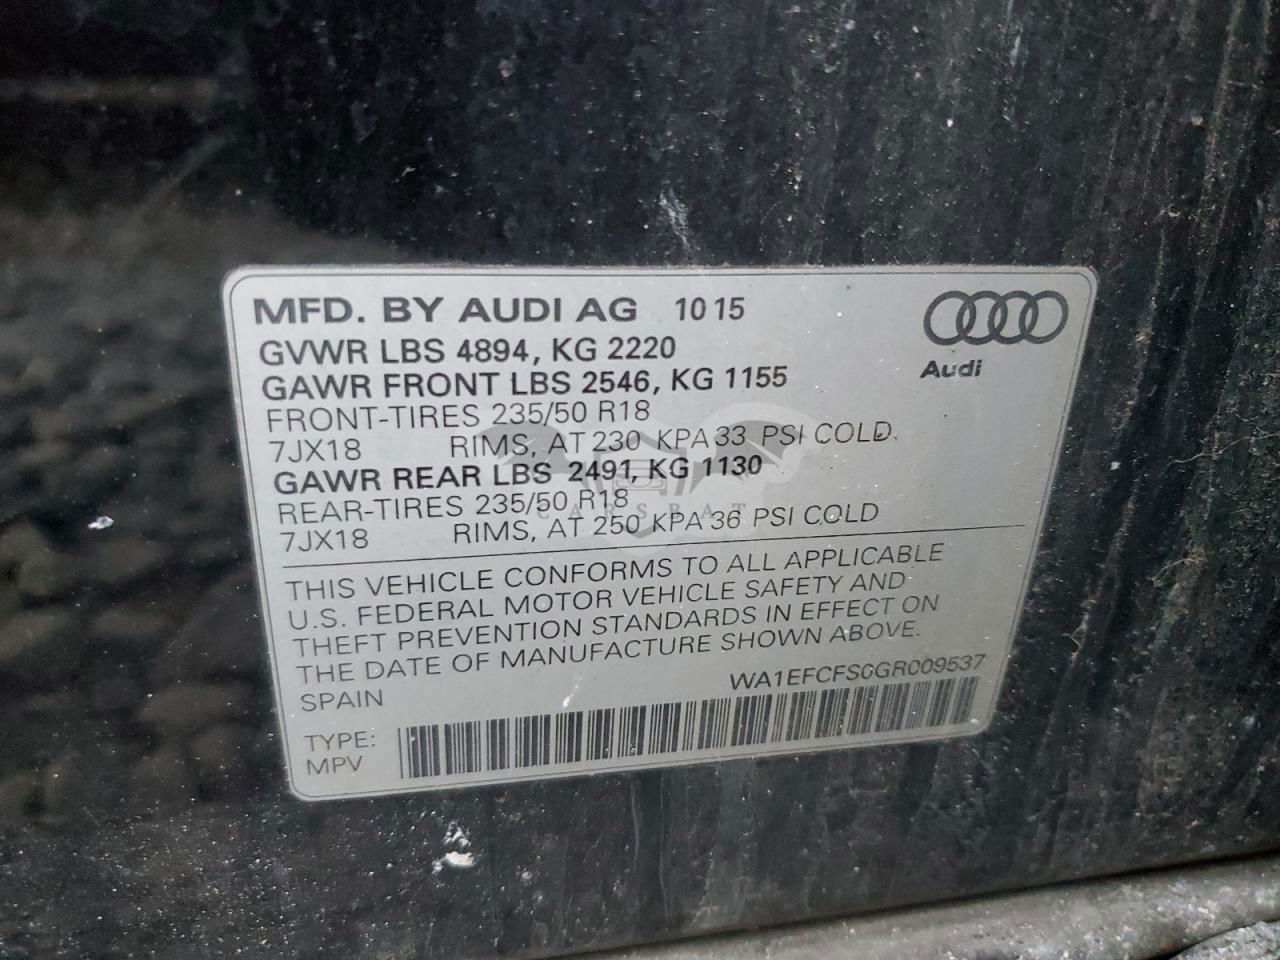 MFD. BY AUDI AG 10 15
Audi
GVWR LBS 4894, KG 2220
GAWR FRONT LBS 2546, KG 1155
FRONT-TIRES 235/50 R18
7JX18 RIMS, AT 230 KPA 33 PSI COLD.
GAWR REAR LBS 2491, KG 1130
REAR-TIRES 235/50 R18
CARSBAT
7JX18 RIMS, AT 250 KPA 36 PSI COLD
THIS VEHICLE CONFORMS TO ALL APPLICABLE
U.S. FEDERAL MOTOR VEHICLE SAFETY AND
THEFT PREVENTION STANDARDS IN EFFECT ON
THE DATE OF MANUFACTURE SHOWN ABOVE.
SPAIN WA1EFCFS0GR009537
TYPE:
MPV